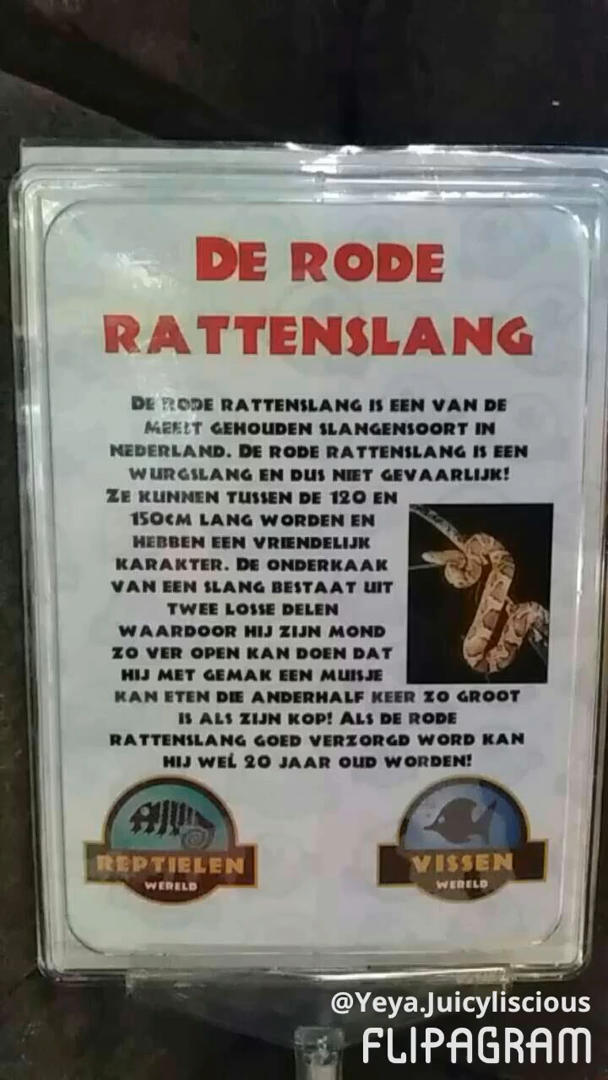 DE RODE
RATTENSLANG
DE RODE RATTENSLANG IS EEN VAN DE
MEEST GEHOUDEN SLANGENSOORT IN
NEDERLAND. DE RODE RATTENSLANG IS EEN
WURGSLANG EN DUS NIET GEVAARLIJK!
ZE KUNNEN TUSSEN DE 120 EN
150CM LANG WORDEN EN
HEBBEN EEN VRIENDELIJK
KARAKTER. DE ONDERKAAK
VAN EEN SLANG BESTAAT UIT
TWEE LOSSE DELEN
WAARDOOR HIJ ZIJN MOND
ZO VER OPEN KAN DOEN DAT
HIJ MET GEMAK EEN MUISJE
KAN ETEN DIE ANDERHALF KEER ZO GROOT
IS ALS ZIJN KOP! ALS DE RODE
RATTENSLANG GOED VERZORGD WORD KAN
HIJ WEL 20 JAAR OUD WORDEN!
REPTIELEN
WERELD
VISSEN
WERELD
@Yeya.Juicyliscious
FLIPAGRAM